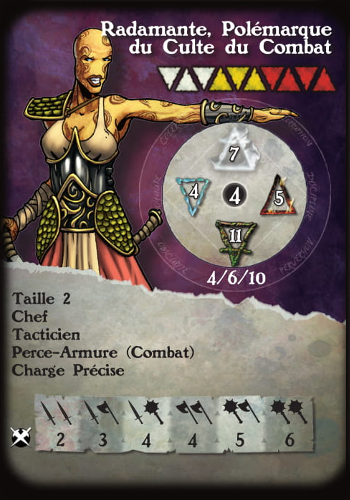 Radamante, Polémarque
du Culte du Combat
7
4 4 5
11
4/6/10
Taille 2
Chef
Tacticien
Perce-Armure (Combat)
Charge Précise
2 3 4 4 5 6